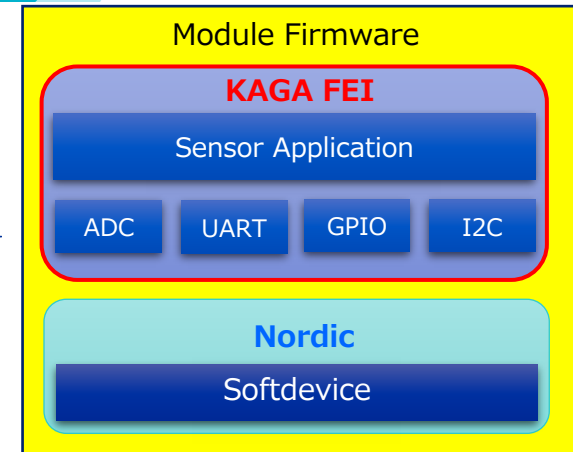 Module Firmware
KAGA FEI
Sensor Application
ADC UART GPIO I2C
Nordic
Softdevice